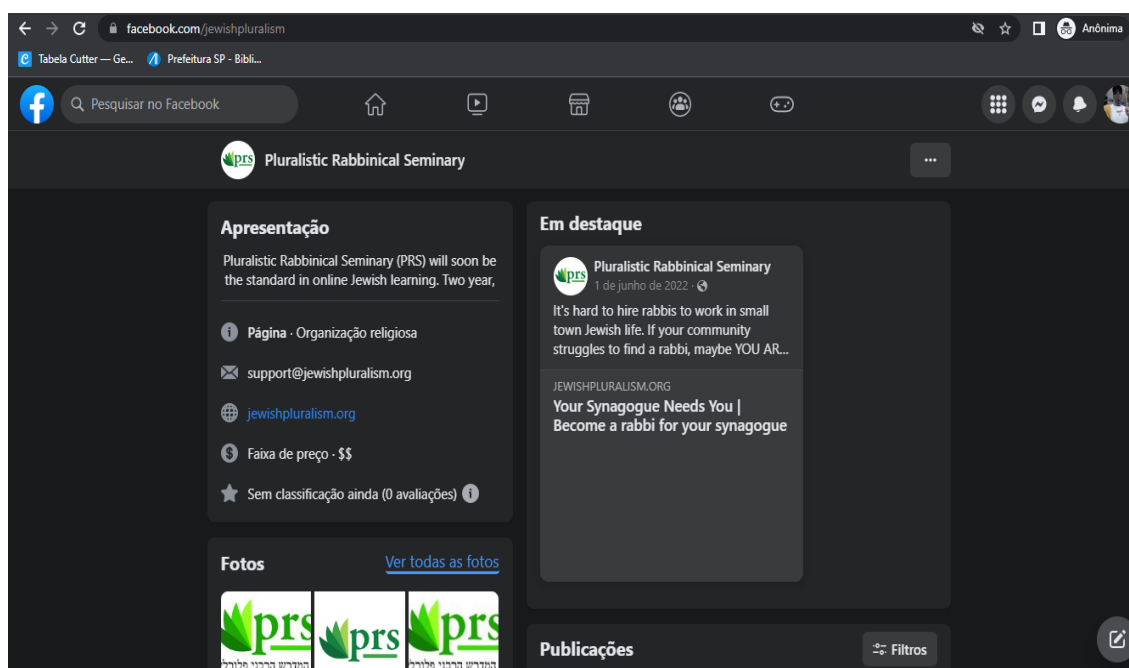 facebook.com/jewishpluralism
Anônima
Tabela Cutter — Ge...
Prefeitura SP - Bibli...
Pesquisar no Facebook
prs
Pluralistic Rabbinical Seminary
Apresentação
Pluralistic Rabbinical Seminary (PRS) will soon be
the standard in online Jewish learning. Two year,
Página · Organização religiosa
support@jewishpluralism.org
jewishpluralism.org
Faixa de preço · $$
Sem classificação ainda (0 avaliações)
Fotos
Ver todas as fotos
prs
prs
prs
Em destaque
prs
Pluralistic Rabbinical Seminary
1 de junho de 2022 ·
It's hard to hire rabbis to work in small
town Jewish life. If your community
struggles to find a rabbi, maybe YOU AR...
JEWISHPLURALISM.ORG
Your Synagogue Needs You |
Become a rabbi for your synagogue
Publicações
Filtros